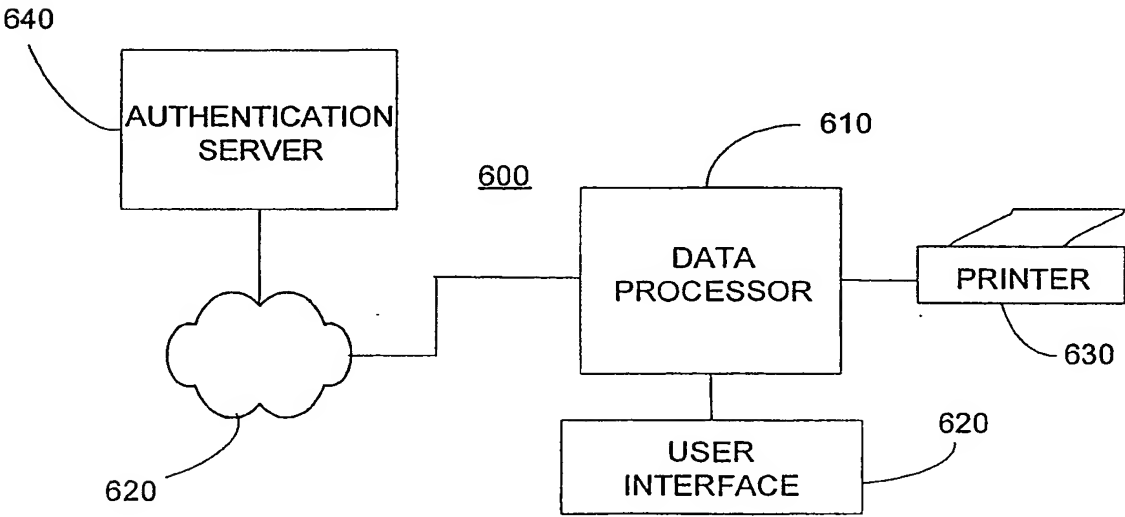 640
AUTHENTICATION
SERVER
600
610
DATA
PROCESSOR
PRINTER
630
620
USER
INTERFACE
620